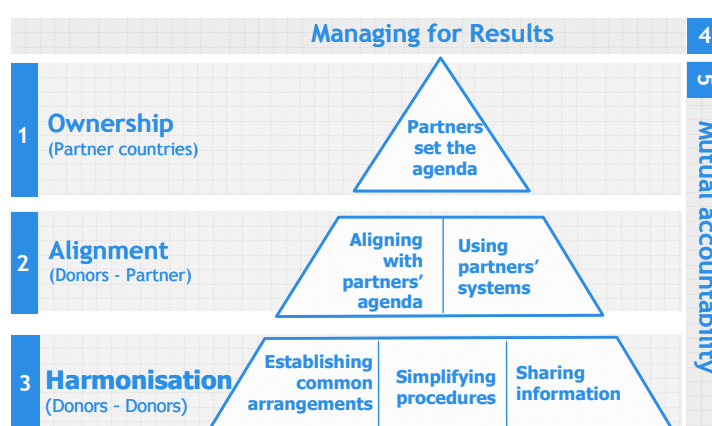 Managing for Results
4
1
Ownership
(Partner countries)
Partners
set the
agenda
5
Mutual accountability
2
Alignment
(Donors - Partner)
Aligning
with
partners’
agenda
Using
partners’
systems
3
Harmonisation
(Donors - Donors)
Establishing
common
arrangements
Simplifying
procedures
Sharing
information